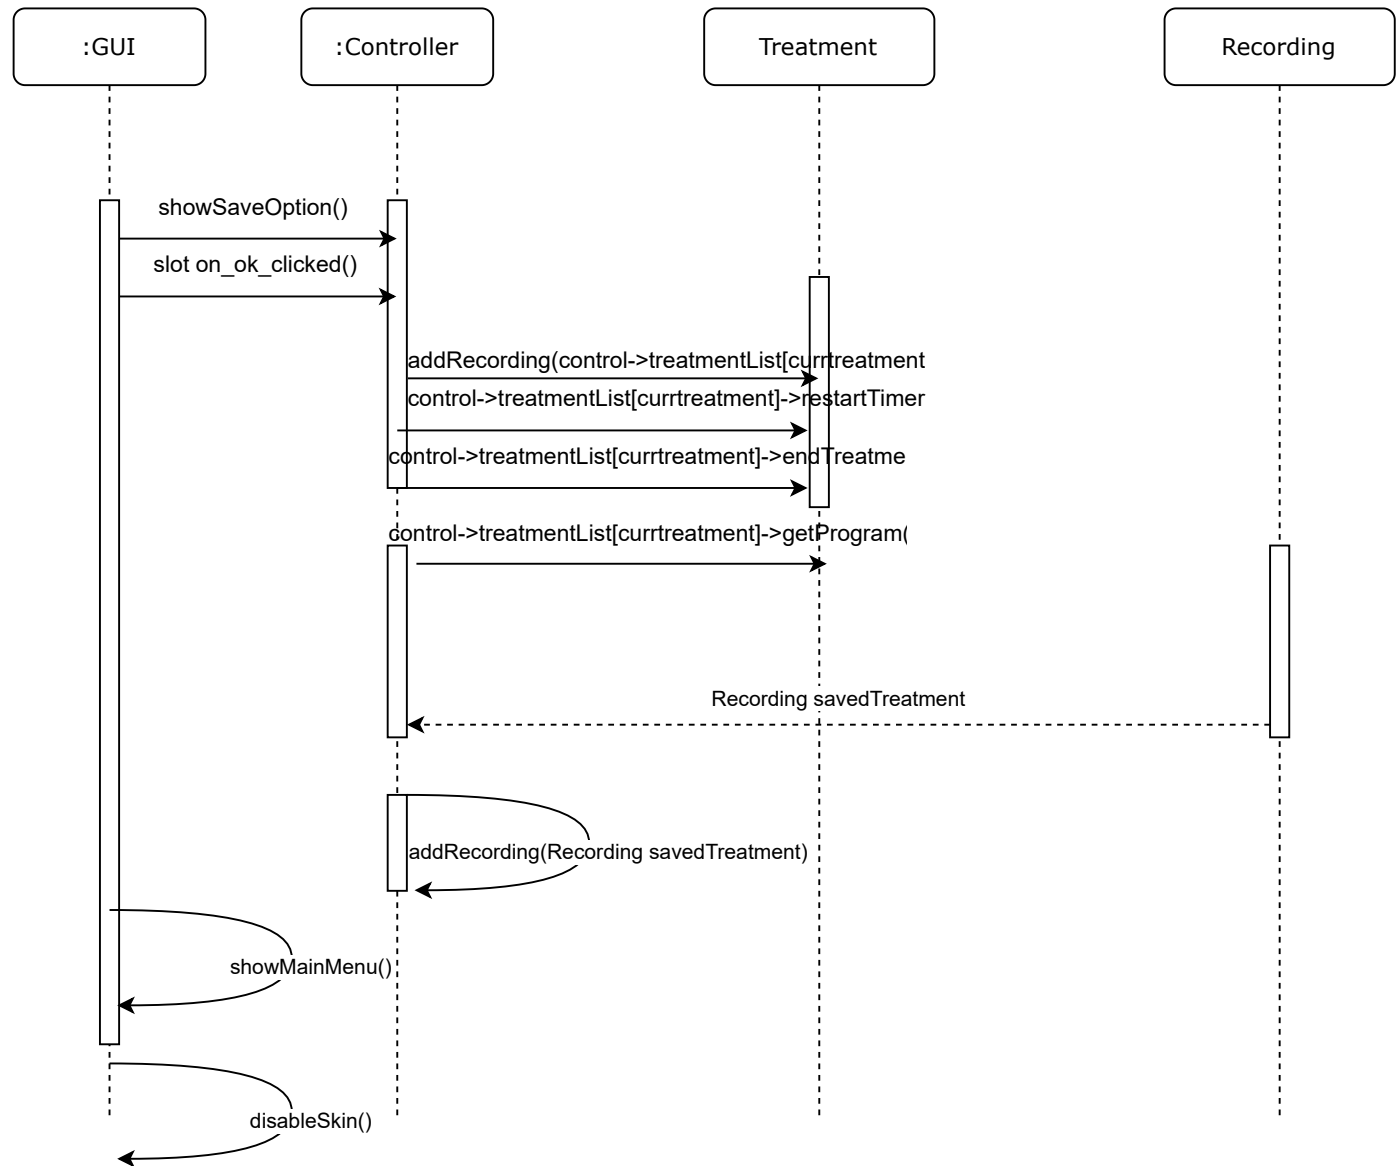 :GUI
:Controller
Treatment
Recording
showSaveOption()
slot on_ok_clicked()
addRecording(control->treatmentList[currtreatment
control->treatmentList[currtreatment]->restartTimer
control->treatmentList[currtreatment]->endTreatme
control->treatmentList[currtreatment]->getProgram(
Recording savedTreatment
addRecording(Recording savedTreatment)
showMainMenu()
disableSkin()